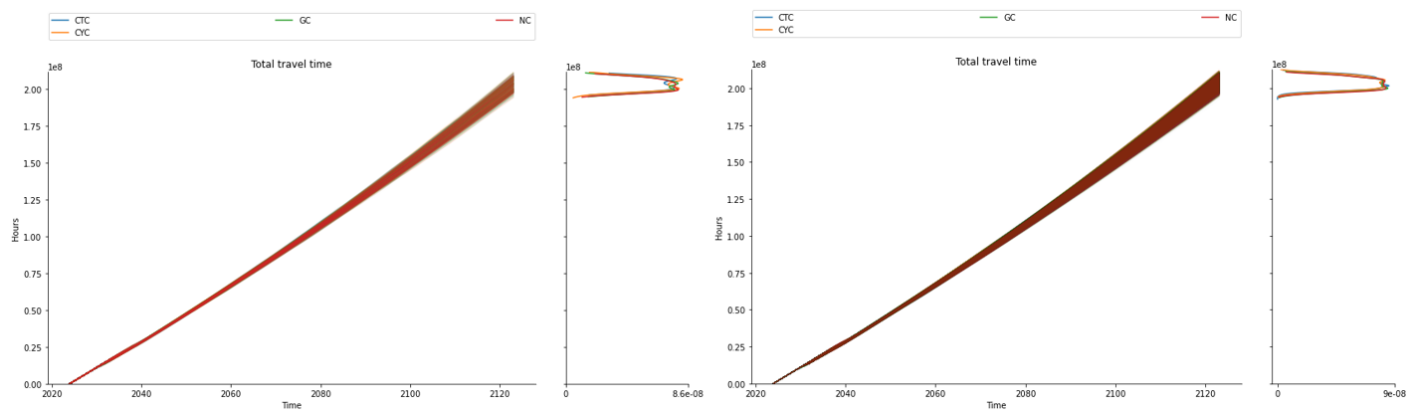 CTC GC NC
CYC
Total travel time
1e8
1e8
2.00
1.75
1.50
1.25
1.00
0.75
0.50
0.25
0.00
Hours
2020 2040 2060 2080 2100 2120
Time
0 8.6e-08
CTC GC NC
CYC
Total travel time
1e8
1e8
2.00
1.75
1.50
1.25
1.00
0.75
0.50
0.25
0.00
Hours
2020 2040 2060 2080 2100 2120
Time
0 9e-08